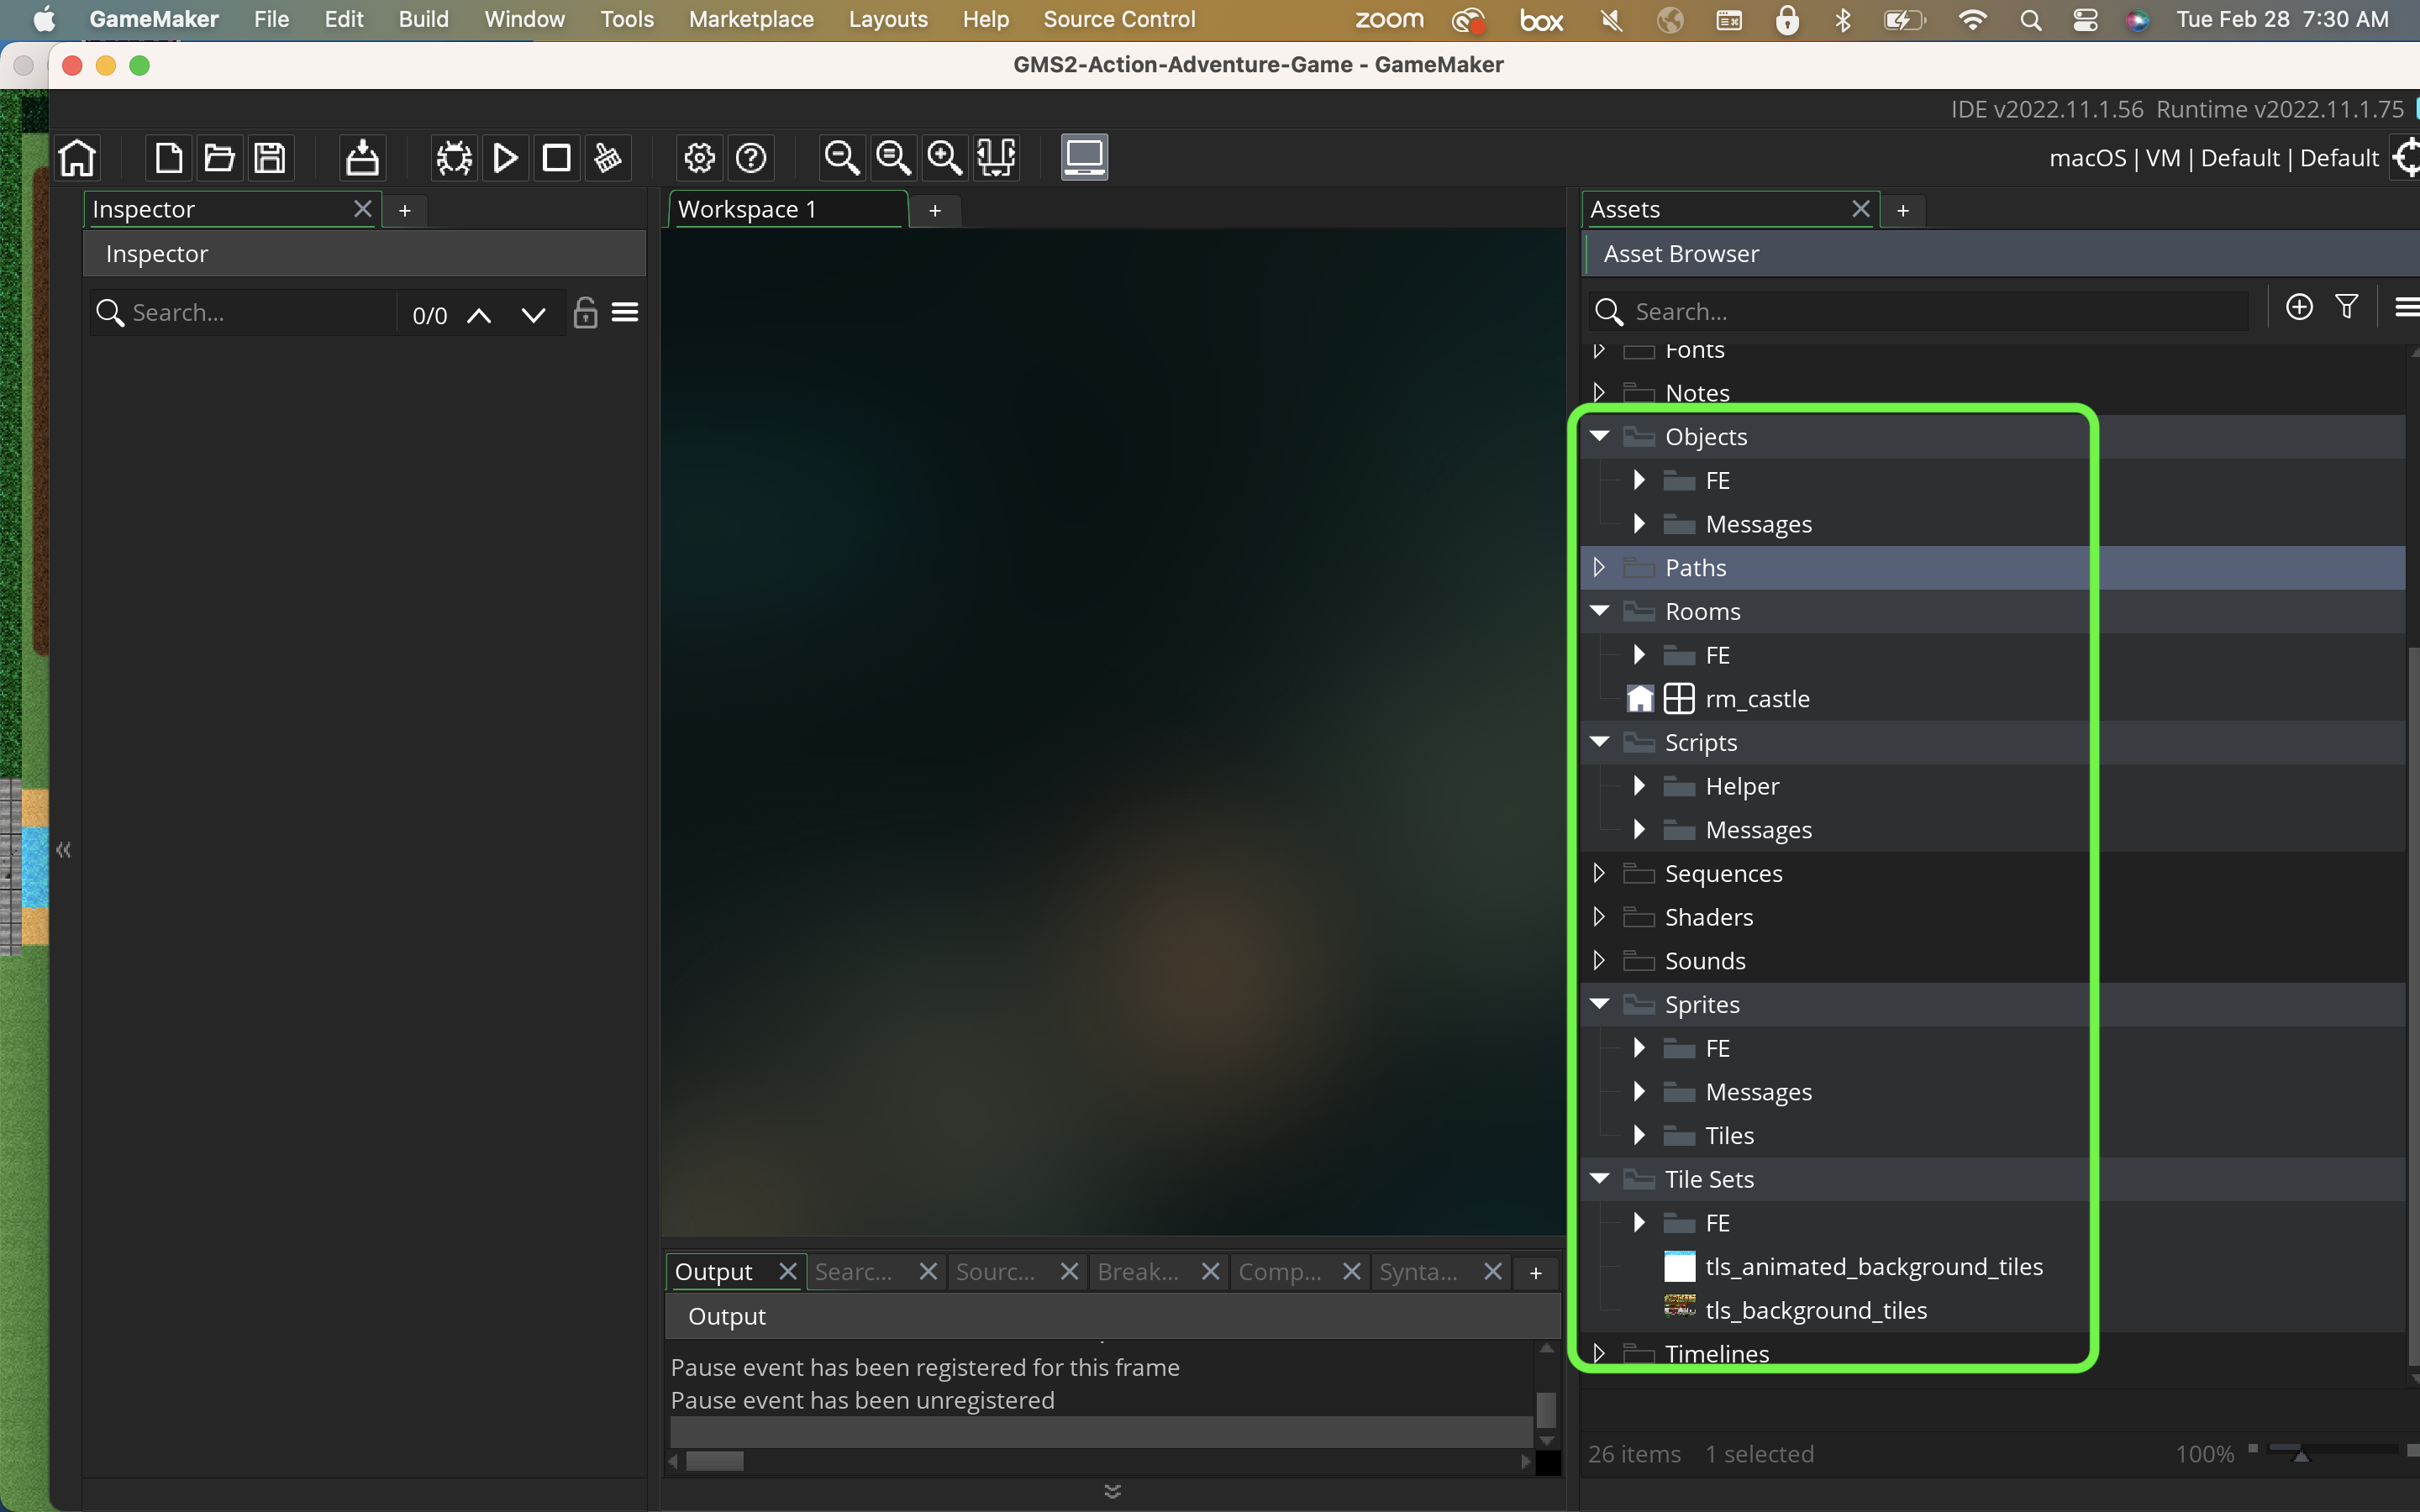 GameMaker File Edit Build Window Tools Marketplace Layouts Help Source Control zoom box Tue Feb 28 7:30 AM
GMS2-Action-Adventure-Game - GameMaker
IDE v2022.11.1.56 Runtime v2022.11.1.75
macOS | VM | Default | Default
Inspector
Inspector
Search...
0/0
Workspace 1
Assets
Asset Browser
Search...
Fonts
Notes
Objects
FE
Messages
Paths
Rooms
FE
rm_castle
Scripts
Helper
Messages
Sequences
Shaders
Sounds
Sprites
FE
Messages
Tiles
Tile Sets
FE
tls_animated_background_tiles
tls_background_tiles
Timelines
26 items 1 selected 100%
Output Searc... Sourc... Break... Comp... Synta...
Output
Pause event has been registered for this frame
Pause event has been unregistered